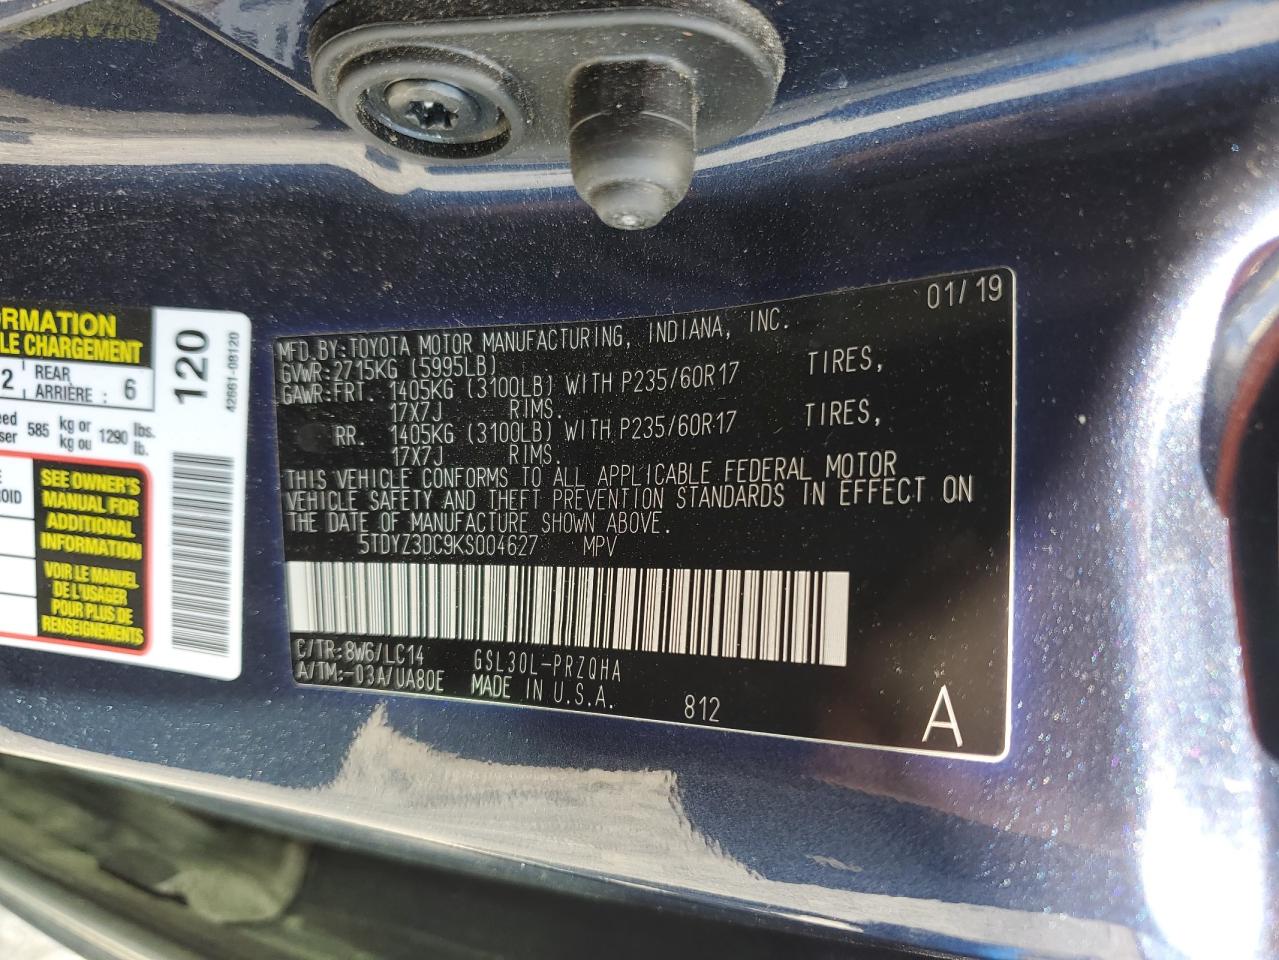 RMATION
LE CHARGEMENT
2 REAR ARRIÈRE : 6
eed
ser 585 kg or kg ou 1290 lbs. lb.
OID
SEE OWNER'S
MANUAL FOR
ADDITIONAL
INFORMATION
VOIR LE MANUEL
DE L'USAGER
POUR PLUS DE
RENSEIGNEMENTS
120
42661-08120
01/19
MFD.BY:TOYOTA MOTOR MANUFACTURING, INDIANA, INC.
GVWR:2715KG (5995LB)
GAWR:FRT. 1405KG (3100LB) WITH P235/60R17 TIRES,
17X7J RIMS.
RR. 1405KG (3100LB) WITH P235/60R17 TIRES,
17X7J RIMS.
THIS VEHICLE CONFORMS TO ALL APPLICABLE FEDERAL MOTOR
VEHICLE SAFETY AND THEFT PREVENTION STANDARDS IN EFFECT ON
THE DATE OF MANUFACTURE SHOWN ABOVE.
5TDYZ3DC9KS004627 MPV
C/TR:8W6/LC14 GSL30L-PRZQHA
A/TM:-03A/UA80E MADE IN U.S.A. 812
A